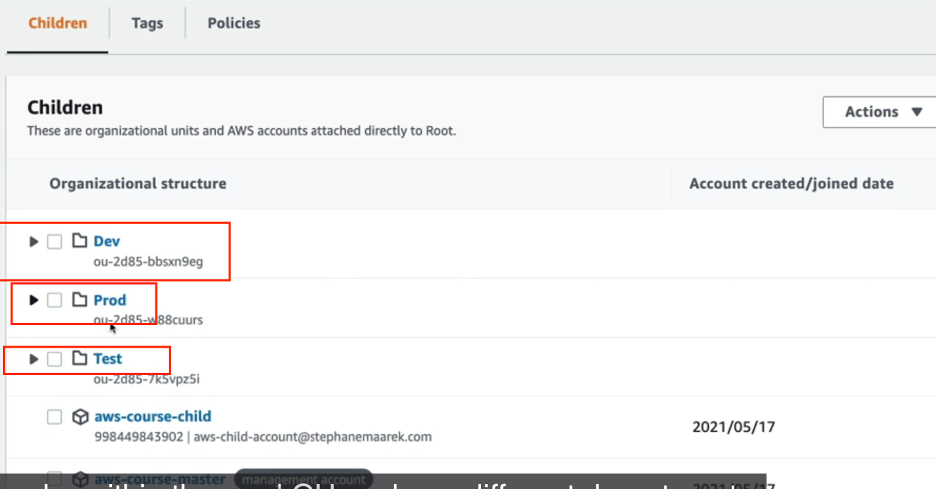 Children
Tags
Policies
Children
These are organizational units and AWS accounts attached directly to Root.
Actions
Organizational structure
Account created/joined date
Dev
ou-2d85-bbsxn9eg
Prod
ou-2d85-w88cuurs
Test
ou-2d85-7k5vpz5i
aws-course-child
998449843902 | aws-child-account@stephanemaarek.com
2021/05/17
aws-course-master
management account
2021/05/17